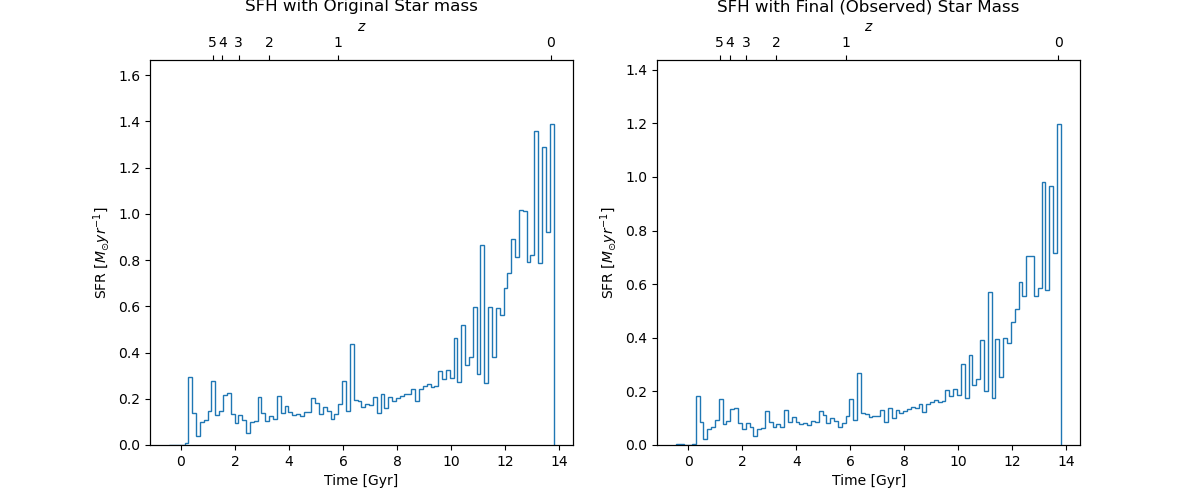 SFH with Original Star mass
z
5 4 3 2 1 0
1.6
1.4
1.2
1.0
0.8
0.6
0.4
0.2
0.0
SFR [M⊙yr⁻¹]
0 2 4 6 8 10 12 14
Time [Gyr]
SFH with Final (Observed) Star Mass
z
5 4 3 2 1 0
1.4
1.2
1.0
0.8
0.6
0.4
0.2
0.0
SFR [M⊙yr⁻¹]
0 2 4 6 8 10 12 14
Time [Gyr]